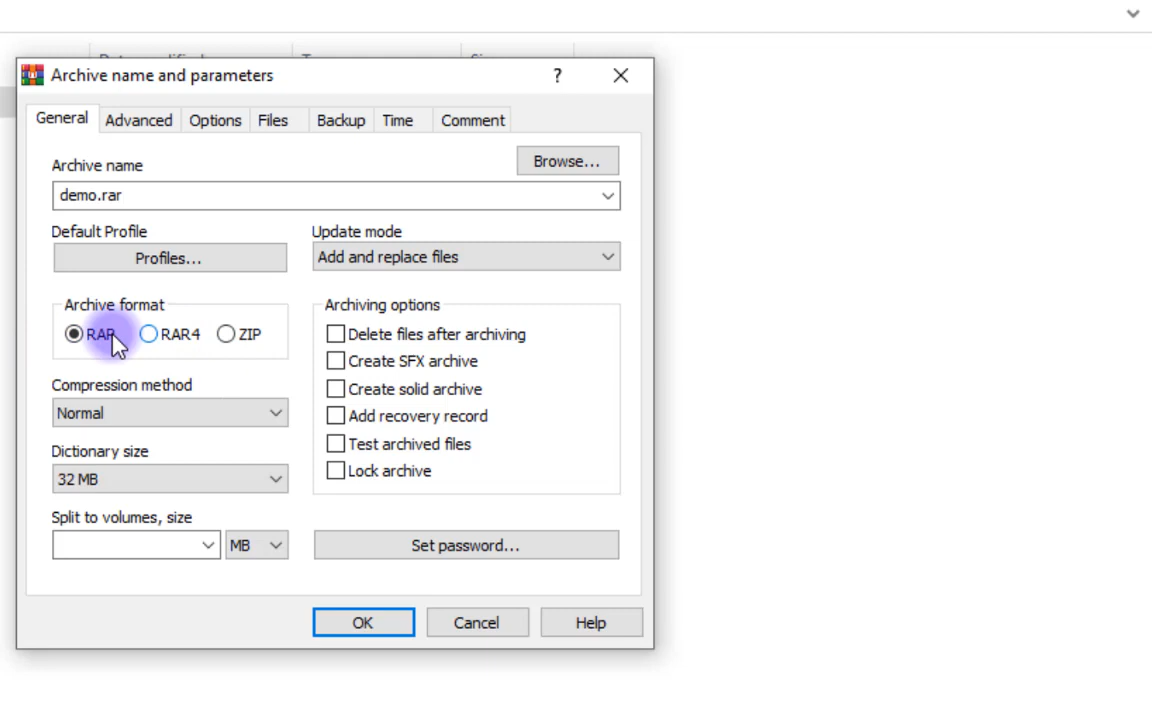 Archive name and parameters
?
General Advanced Options Files Backup Time Comment
Archive name
Browse...
demo.rar
Default Profile
Profiles...
Update mode
Add and replace files
Archive format
RAR RAR4 ZIP
Compression method
Normal
Dictionary size
32 MB
Split to volumes, size
MB
Archiving options
Delete files after archiving
Create SFX archive
Create solid archive
Add recovery record
Test archived files
Lock archive
Set password...
OK Cancel Help